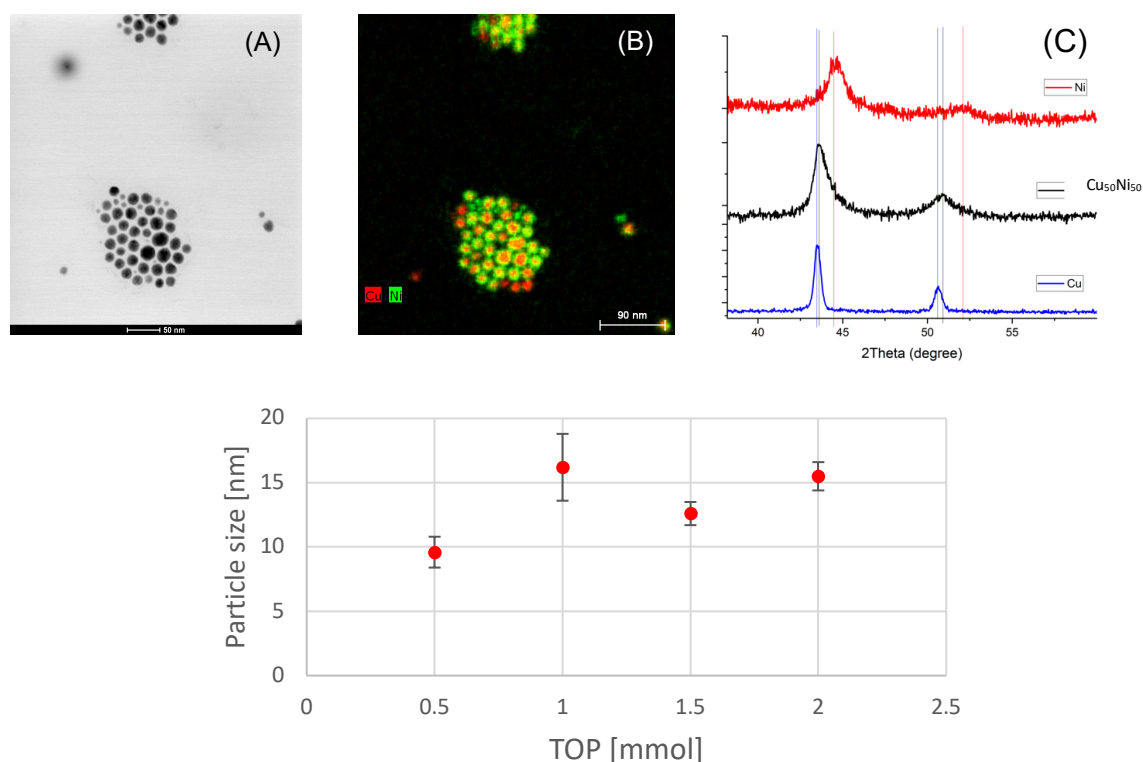 (A)
50 nm
(B)
Cu Ni
90 nm
(C)
Ni
Cu₅₀Ni₅₀
Cu
40 45 50 55
2Theta (degree)
20
15
10
5
0
0 0.5 1 1.5 2 2.5
Particle size [nm]
TOP [mmol]